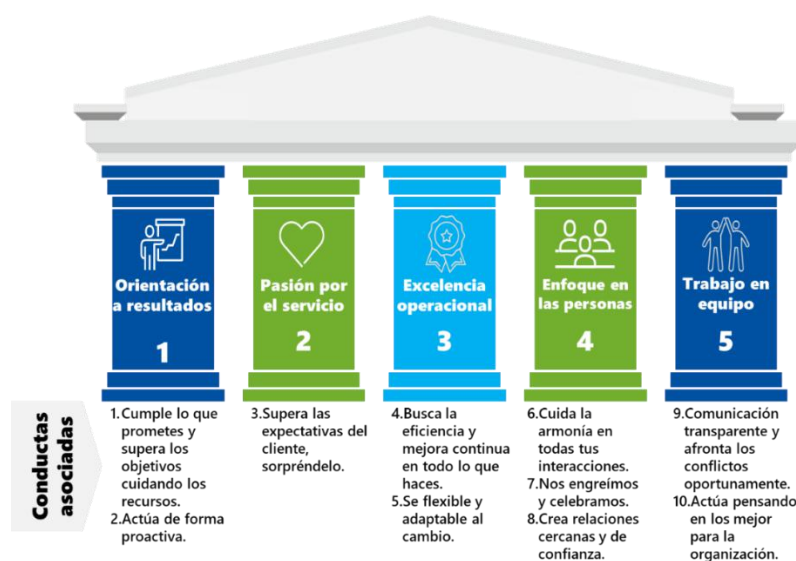 Orientación
a resultados
1
Pasión por
el servicio
2
Excelencia
operacional
3
Enfoque en
las personas
4
Trabajo en
equipo
5
Conductas
asociadas
1.Cumple lo que
prometes y
supera los
objetivos
cuidando los
recursos.
2.Actúa de forma
proactiva.
3.Supera las
expectativas del
cliente,
sorpréndelo.
4.Busca la
eficiencia y
mejora continua
en todo lo que
haces.
5.Se flexible y
adaptable al
cambio.
6.Cuida la
armonía en
todas tus
interacciones.
7.Nos engreímos
y celebramos.
8.Crea relaciones
cercanas y de
confianza.
9.Comunicación
transparente y
afronta los
conflictos
oportunamente.
10.Actúa pensando
en los mejor
para la
organización.